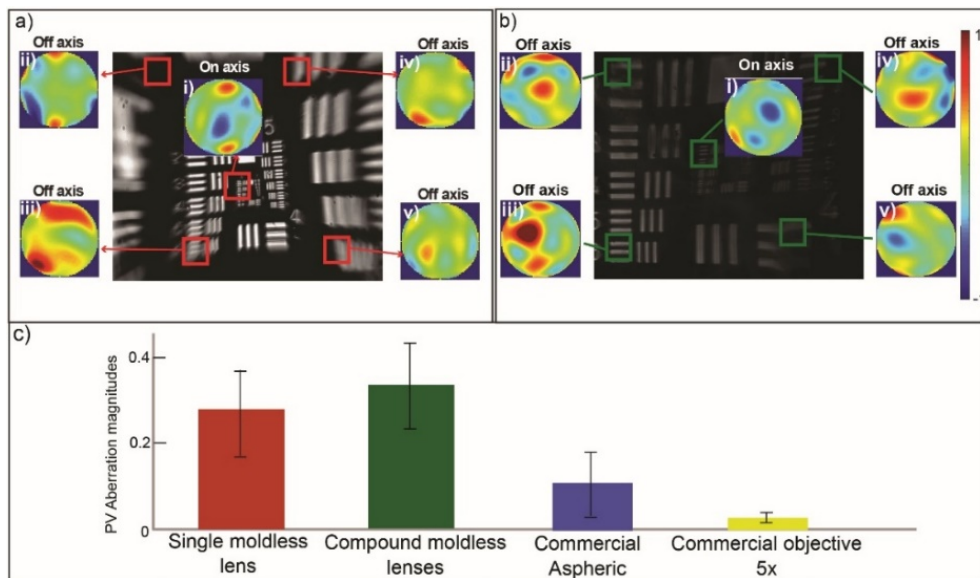 a)
Off axis
ii)
On axis
i)
Off axis
iv)
5
4
Off axis
iii)
Off axis
v)
b)
Off axis
ii)
On axis
i)
Off axis
iv)
1
Off axis
iii)
Off axis
v)
c)
PV Aberration magnitudes
0.4
0.2
0
Single moldless
lens
Compound moldless
lenses
Commercial
Aspheric
Commercial objective
5x